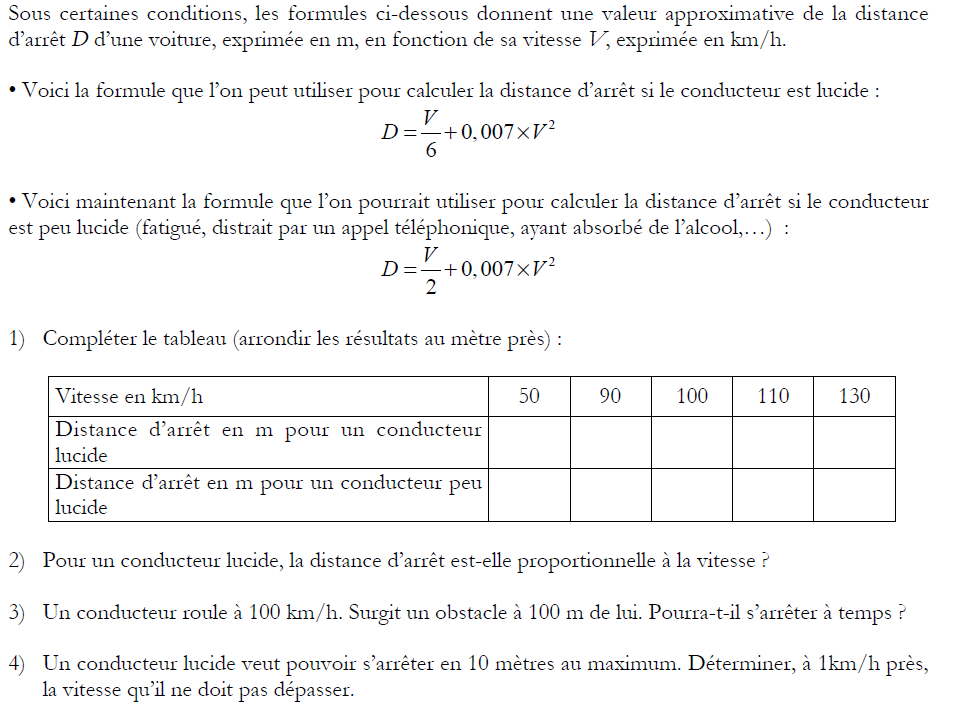 Sous certaines conditions, les formules ci-dessous donnent une valeur approximative de la distance
d'arrêt D d'une voiture, exprimée en m, en fonction de sa vitesse V, exprimée en km/h.
• Voici la formule que l'on peut utiliser pour calculer la distance d'arrêt si le conducteur est lucide :
D = V/6 + 0,007 × V²
• Voici maintenant la formule que l'on pourrait utiliser pour calculer la distance d'arrêt si le conducteur
est peu lucide (fatigué, distrait par un appel téléphonique, ayant absorbé de l'alcool,…) :
D = V/2 + 0,007 × V²
1) Compléter le tableau (arrondir les résultats au mètre près) :
Vitesse en km/h 50 90 100 110 130
Distance d'arrêt en m pour un conducteur
lucide
Distance d'arrêt en m pour un conducteur peu
lucide
2) Pour un conducteur lucide, la distance d'arrêt est-elle proportionnelle à la vitesse ?
3) Un conducteur roule à 100 km/h. Surgit un obstacle à 100 m de lui. Pourra-t-il s'arrêter à temps ?
4) Un conducteur lucide veut pouvoir s'arrêter en 10 mètres au maximum. Déterminer, à 1km/h près,
la vitesse qu'il ne doit pas dépasser.